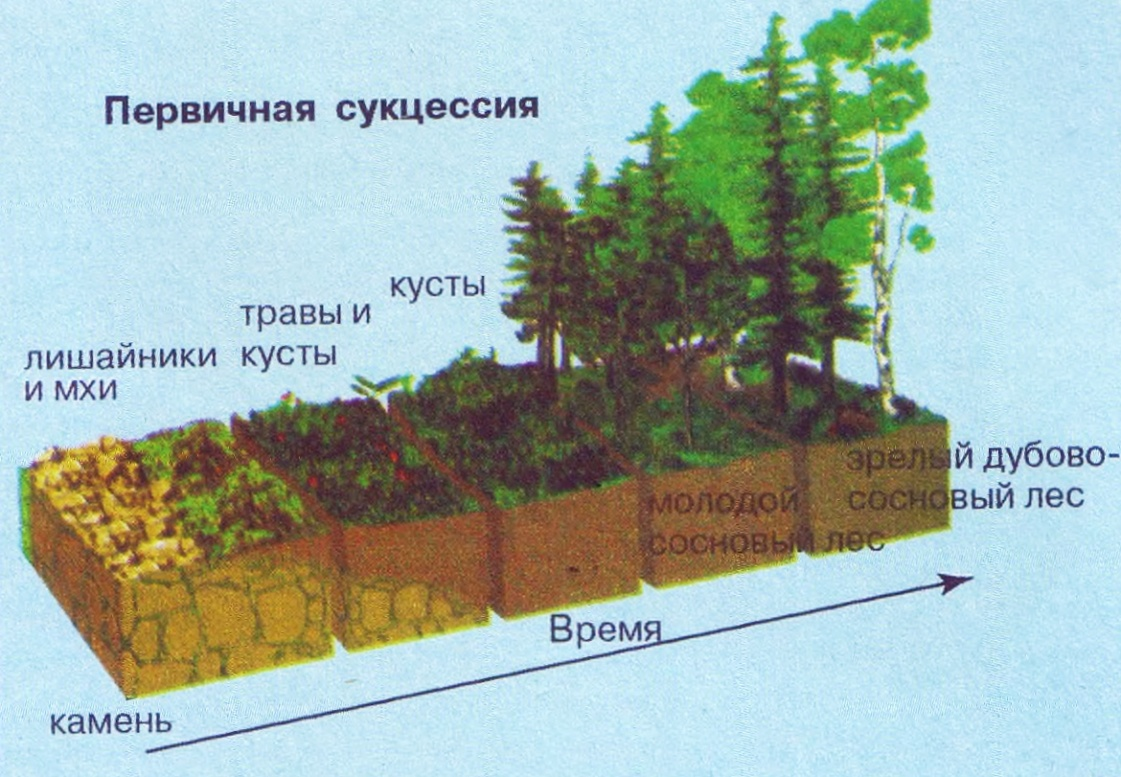 Первичная сукцессия
кусты
травы и
кусты
лишайники
и мхи
зрелый дубово-
сосновый лес
молодой
сосновый лес
Время
камень